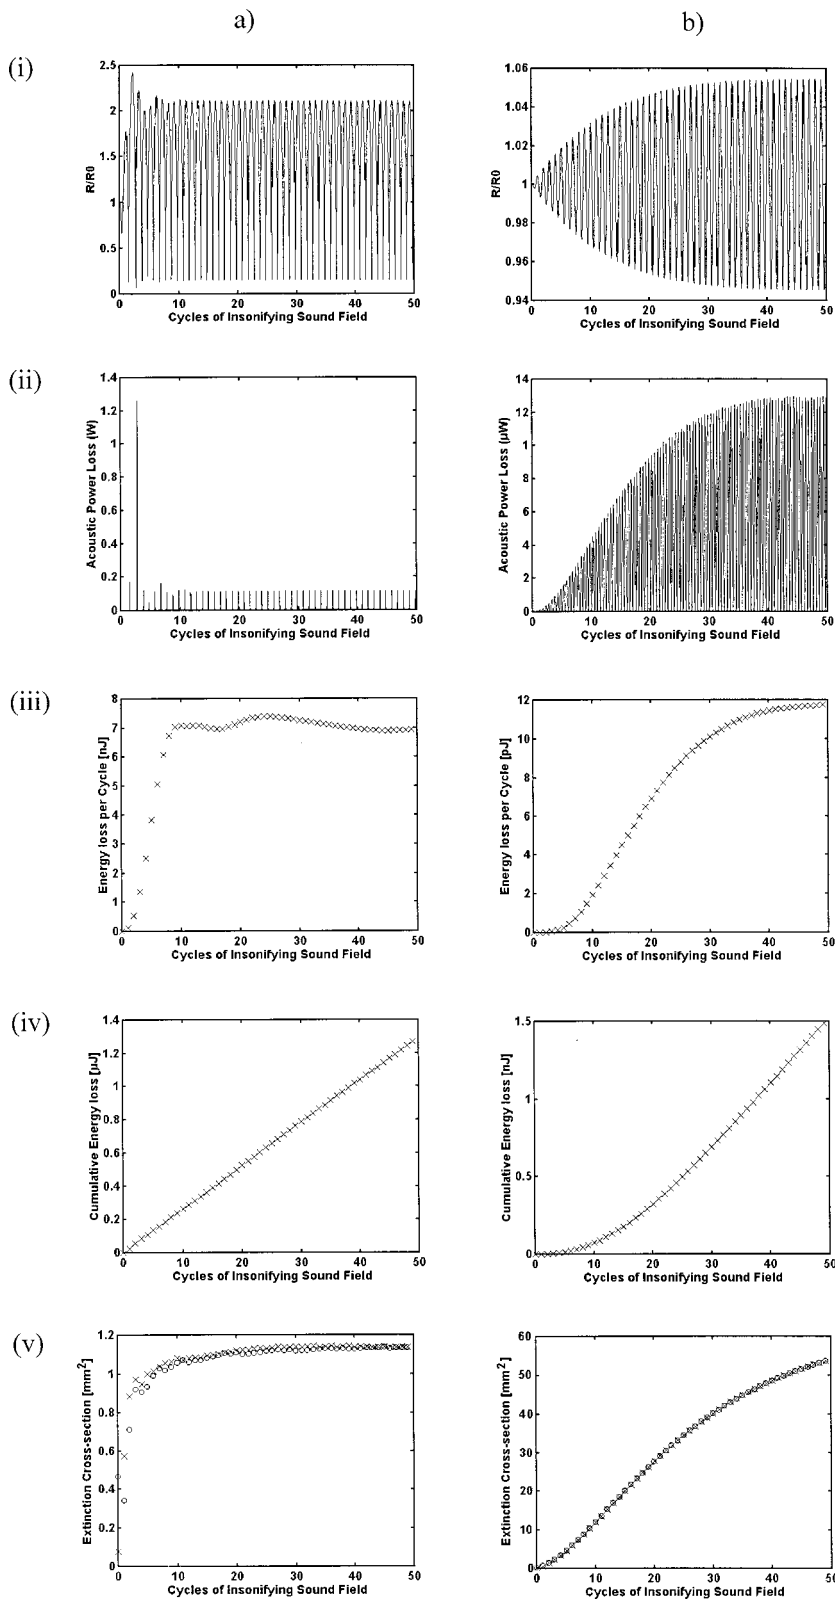 a)
b)
(i)
2.5
2
1.5
1
0.5
0
R/R0
0 10 20 30 40 50
Cycles of Insonifying Sound Field
1.06
1.04
1.02
1
0.98
0.96
0.94
R/R0
0 10 20 30 40 50
Cycles of Insonifying Sound Field
(ii)
1.4
1.2
1
0.8
0.6
0.4
0.2
0
Acoustic Power Loss (W)
0 10 20 30 40 50
Cycles of Insonifying Sound Field
14
12
10
8
6
4
2
0
Acoustic Power Loss (µW)
0 10 20 30 40 50
Cycles of Insonifying Sound Field
(iii)
8
7
6
5
4
3
2
1
0
Energy loss per Cycle [nJ]
0 10 20 30 40 50
Cycles of Insonifying Sound Field
12
10
8
6
4
2
0
Energy loss per Cycle [pJ]
0 10 20 30 40 50
Cycles of Insonifying Sound Field
(iv)
1.4
1.2
1
0.8
0.6
0.4
0.2
0
Cumulative Energy loss [µJ]
0 10 20 30 40 50
Cycles of Insonifying Sound Field
1.5
1
0.5
0
Cumulative Energy loss [nJ]
0 10 20 30 40 50
Cycles of Insonifying Sound Field
(v)
1.2
1
0.8
0.6
0.4
0.2
0
Extinction Cross-section [mm²]
0 10 20 30 40 50
Cycles of Insonifying Sound Field
60
50
40
30
20
10
0
Extinction Cross-section [mm²]
0 10 20 30 40 50
Cycles of Insonifying Sound Field